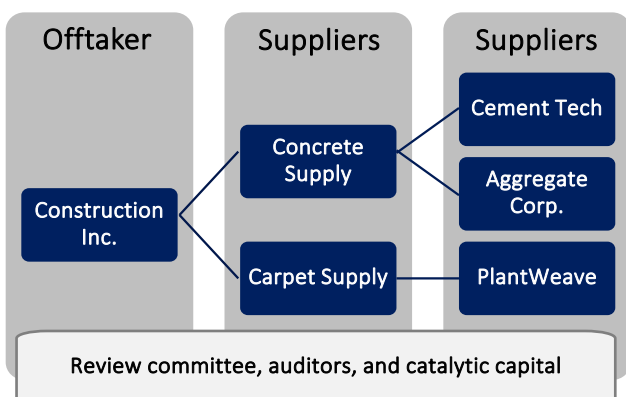 Offtaker
Suppliers
Suppliers
Construction
Inc.
Concrete
Supply
Carpet Supply
Cement Tech
Aggregate
Corp.
PlantWeave
Review committee, auditors, and catalytic capital